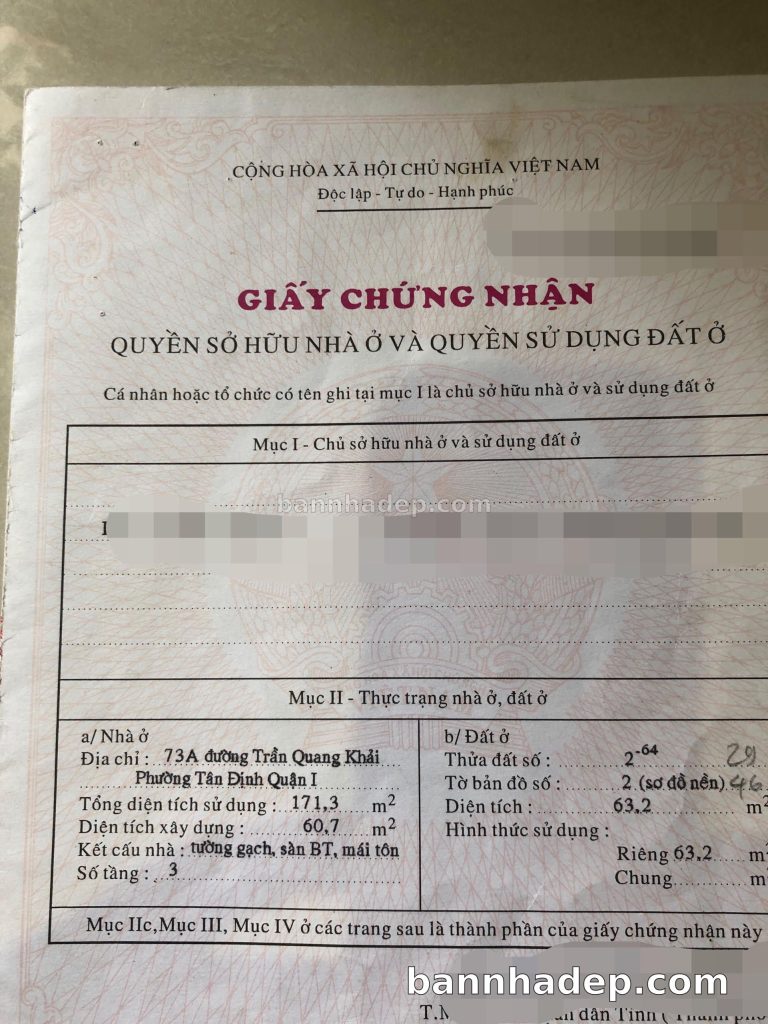 CỘNG HÒA XÃ HỘI CHỦ NGHĨA VIỆT NAM
Độc lập - Tự do - Hạnh phúc
GIẤY CHỨNG NHẬN
QUYỀN SỞ HỮU NHÀ Ở VÀ QUYỀN SỬ DỤNG ĐẤT Ở
Cá nhân hoặc tổ chức có tên ghi tại mục I là chủ sở hữu nhà ở và sử dụng đất ở
Mục I - Chủ sở hữu nhà ở và sử dụng đất ở
bannhadep.com
Mục II - Thực trạng nhà ở, đất ở
a/ Nhà ở
Địa chỉ : 73A đường Trần Quang Khải
Phường Tân Định Quận I
Tổng diện tích sử dụng : 171,3 m²
Diện tích xây dựng : 60,7 m²
Kết cấu nhà : tường gạch, sàn BT, mái tôn
Số tầng : 3
b/ Đất ở
Thửa đất số : 2-64 29
Tờ bản đồ số : 2 (sơ đồ nền) 46
Diện tích : 63,2 m²
Hình thức sử dụng :
Riêng 63,2 m²
Chung m²
Mục IIc, Mục III, Mục IV ở các trang sau là thành phần của giấy chứng nhận này
bannhadep.com
dân Tỉnh ( Thành phố